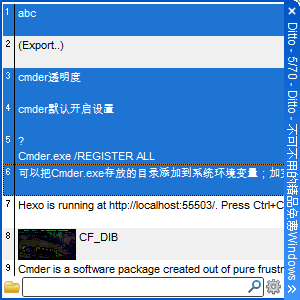 1 abc
2 (Export..)
3 cmder透明度
4 cmder默认开启设置
5 ?
Cmder.exe /REGISTER ALL
6 可以把Cmder.exe存放的目录添加到系统环境变量；加完
7 Hexo is running at http://localhost:55503/. Press Ctrl+C
8 CF_DIB
9 Cmder is a software package created out of pure frustr
Ditto - 5/70 - Ditto - 不可不用的精品免费Windows